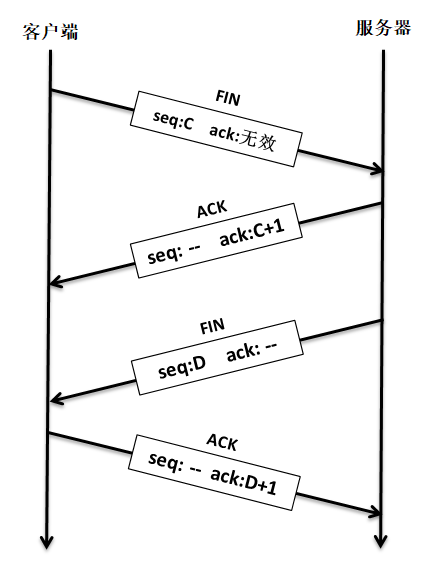 客户端 服务器
FIN
seq:C ack:无效
ACK
seq: -- ack:C+1
FIN
seq:D ack: --
ACK
seq: -- ack:D+1